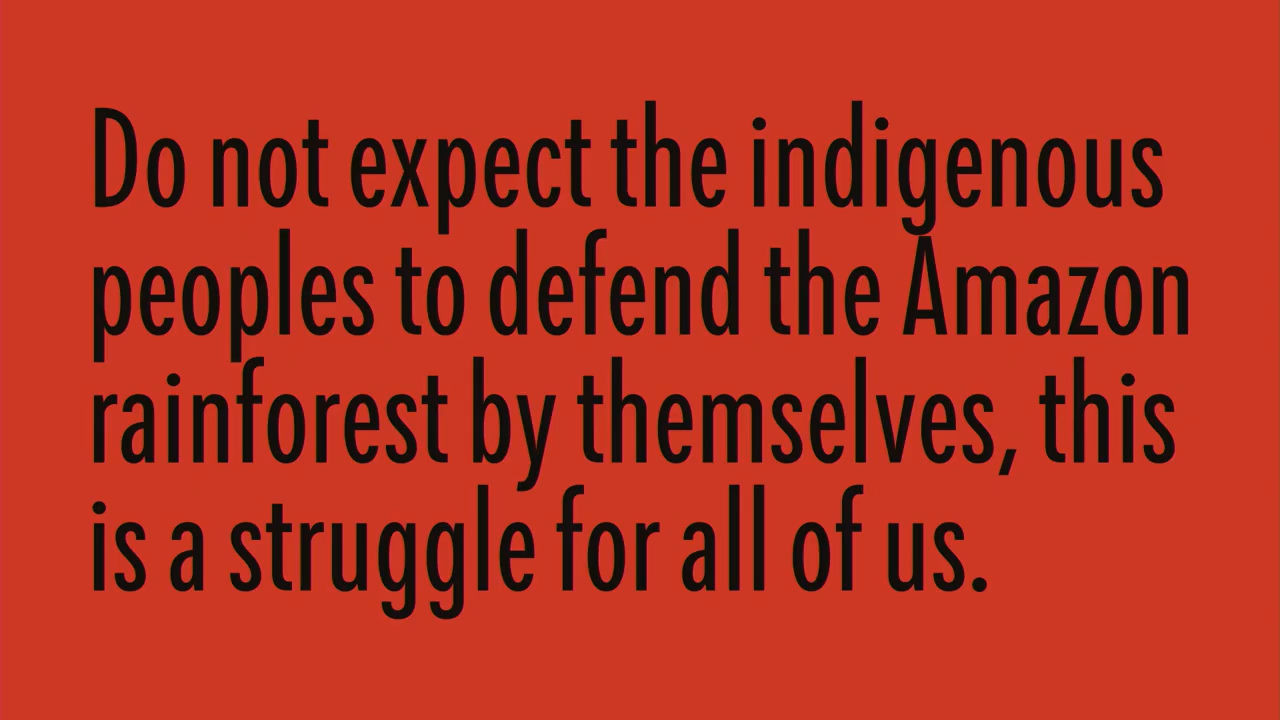 Do not expect the indigenous
peoples to defend the Amazon
rainforest by themselves, this
is a struggle for all of us.